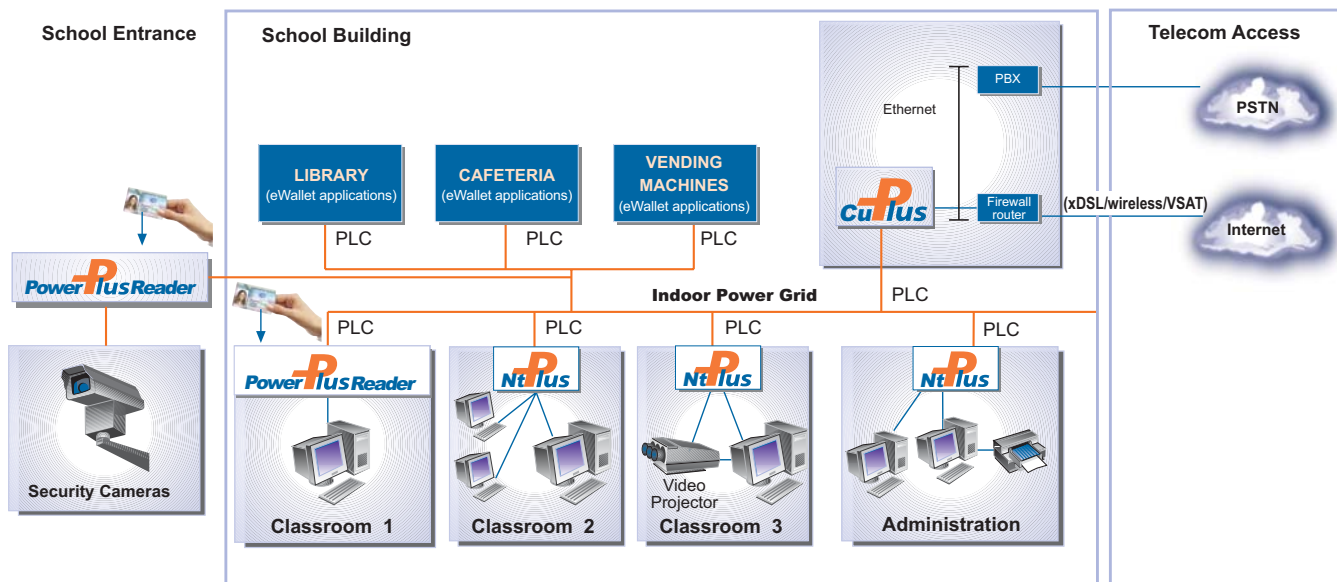 School Entrance
School Building
Telecom Access
PBX
PSTN
Ethernet
LIBRARY
(eWallet applications)
CAFETERIA
(eWallet applications)
VENDING
MACHINES
(eWallet applications)
CuPlus
Firewall
router
(xDSL/wireless/VSAT)
Internet
PLC
PLC
PLC
PowerPlusReader
Indoor Power Grid
PLC
PLC
PLC
PLC
PLC
PowerPlusReader
NtPlus
NtPlus
NtPlus
Security Cameras
Video
Projector
Classroom 1
Classroom 2
Classroom 3
Administration